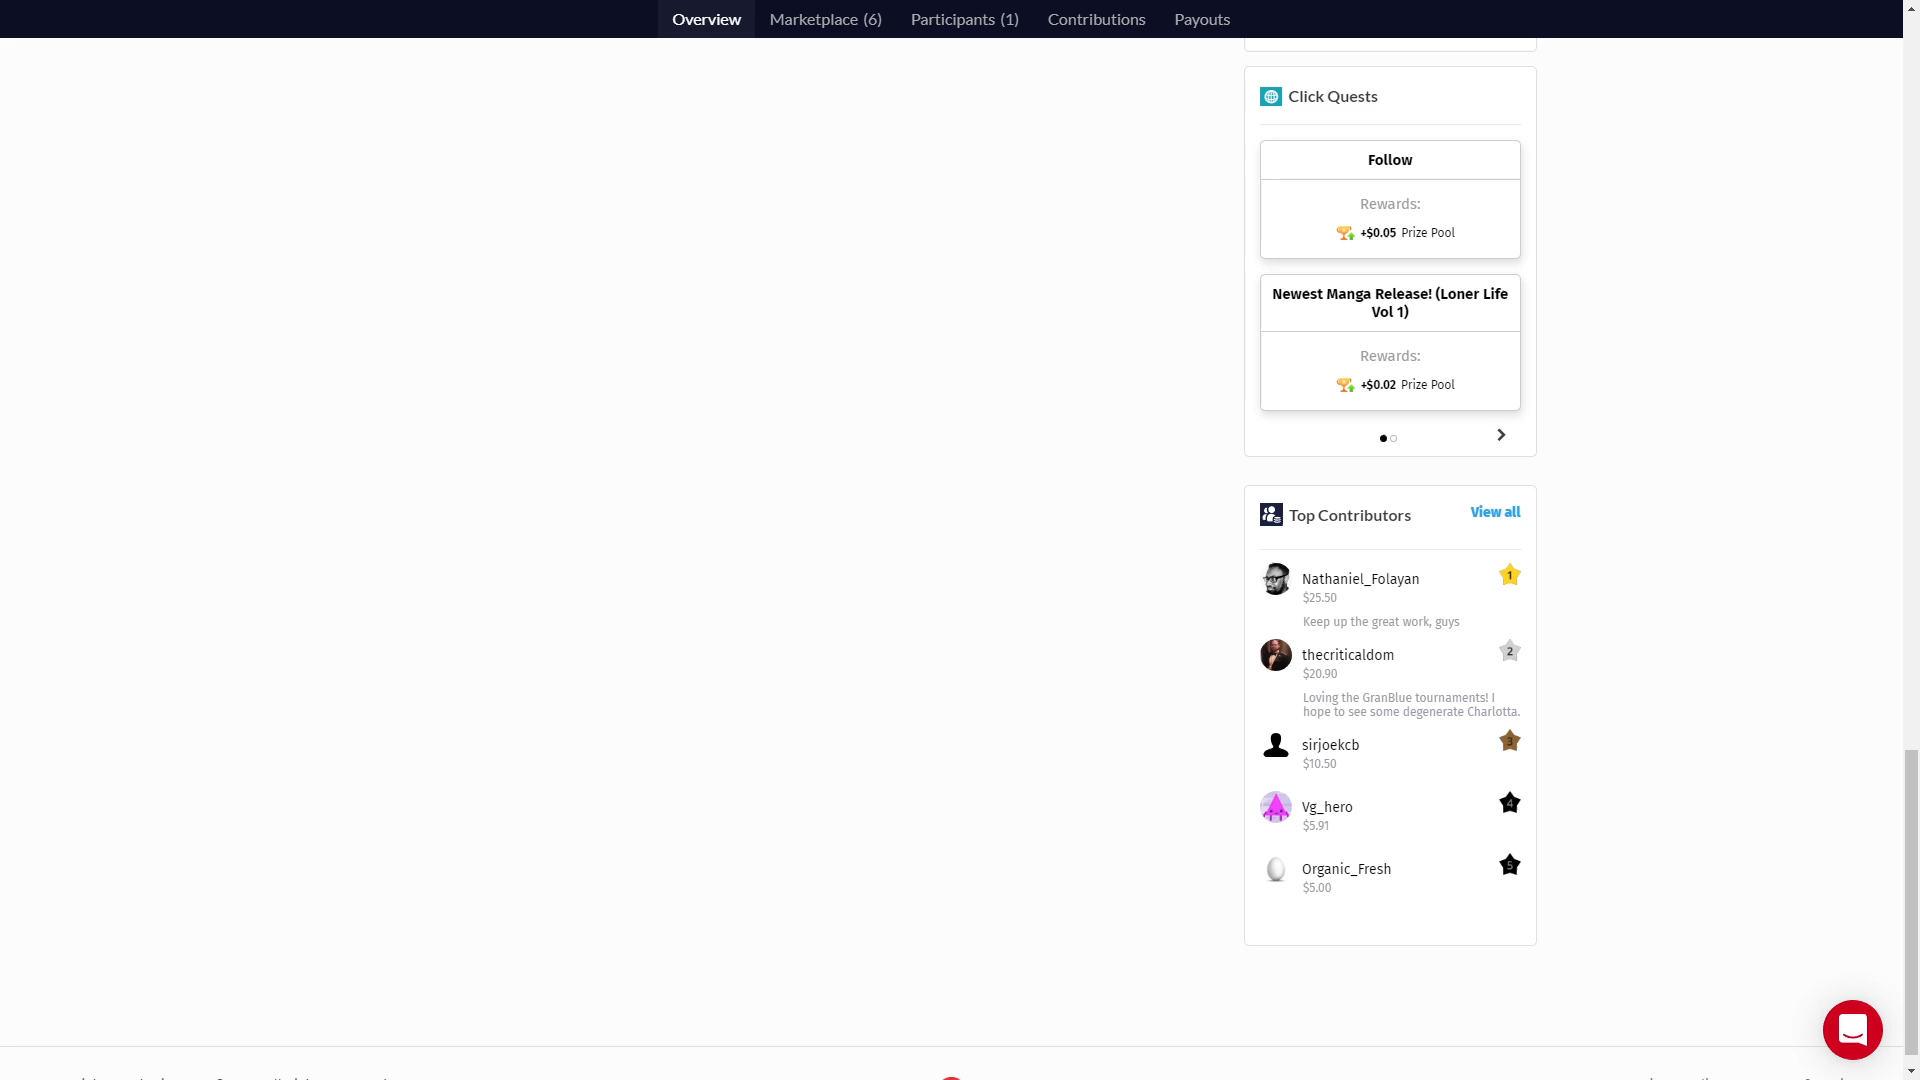 Overview
Marketplace (6)
Participants (1)
Contributions
Payouts
Click Quests
Follow
Rewards:
+$0.05 Prize Pool
Newest Manga Release! (Loner Life
Vol 1)
Rewards:
+$0.02 Prize Pool
Top Contributors
View all
Nathaniel_Folayan
1
$25.50
Keep up the great work, guys
thecriticaldom
2
$20.90
Loving the GranBlue tournaments! I
hope to see some degenerate Charlotta.
sirjoekcb
3
$10.50
Vg_hero
4
$5.91
Organic_Fresh
5
$5.00